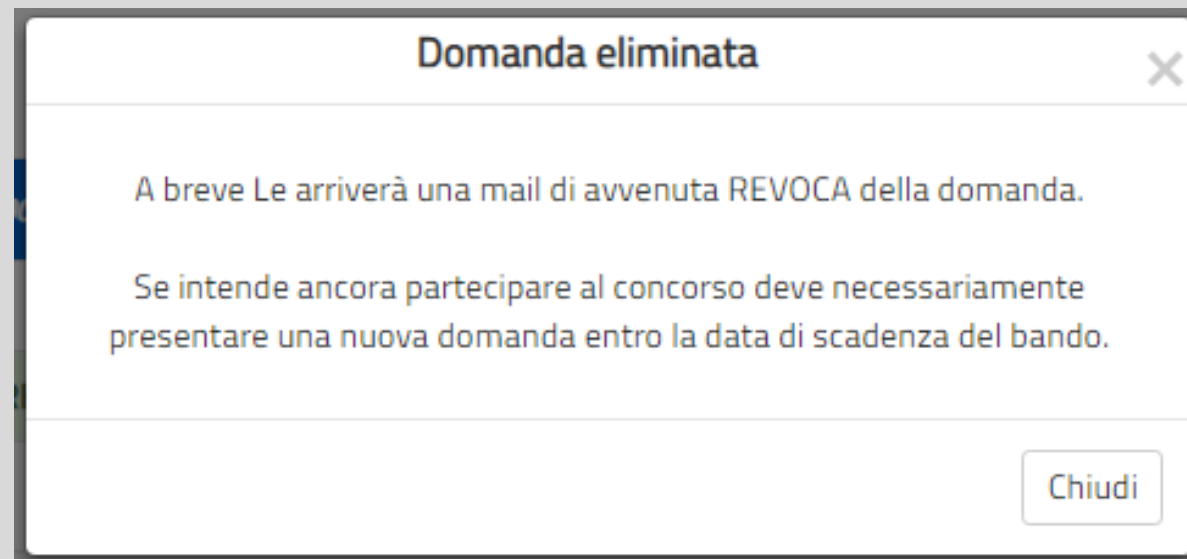 Domanda eliminata
×
A breve Le arriverà una mail di avvenuta REVOCA della domanda.
Se intende ancora partecipare al concorso deve necessariamente
presentare una nuova domanda entro la data di scadenza del bando.
Chiudi